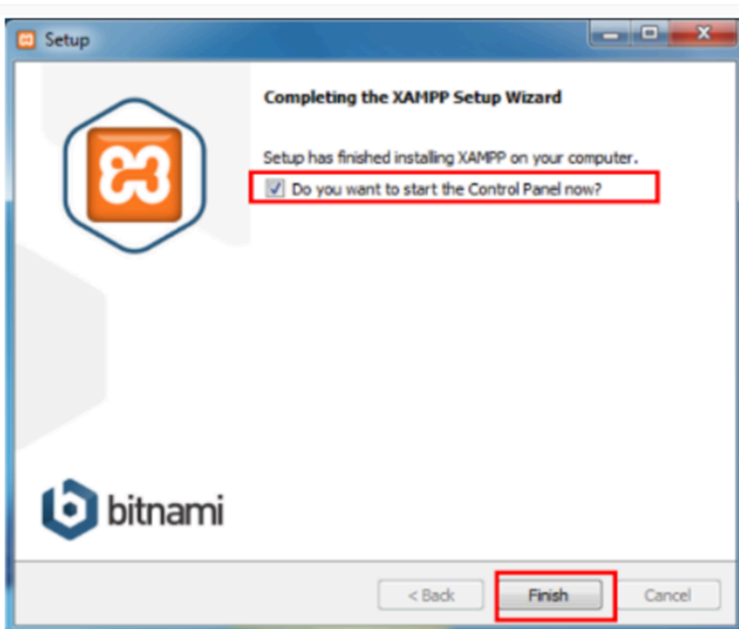 Setup
Completing the XAMPP Setup Wizard
Setup has finished installing XAMPP on your computer.
Do you want to start the Control Panel now?
bitnami
< Back
Finish
Cancel